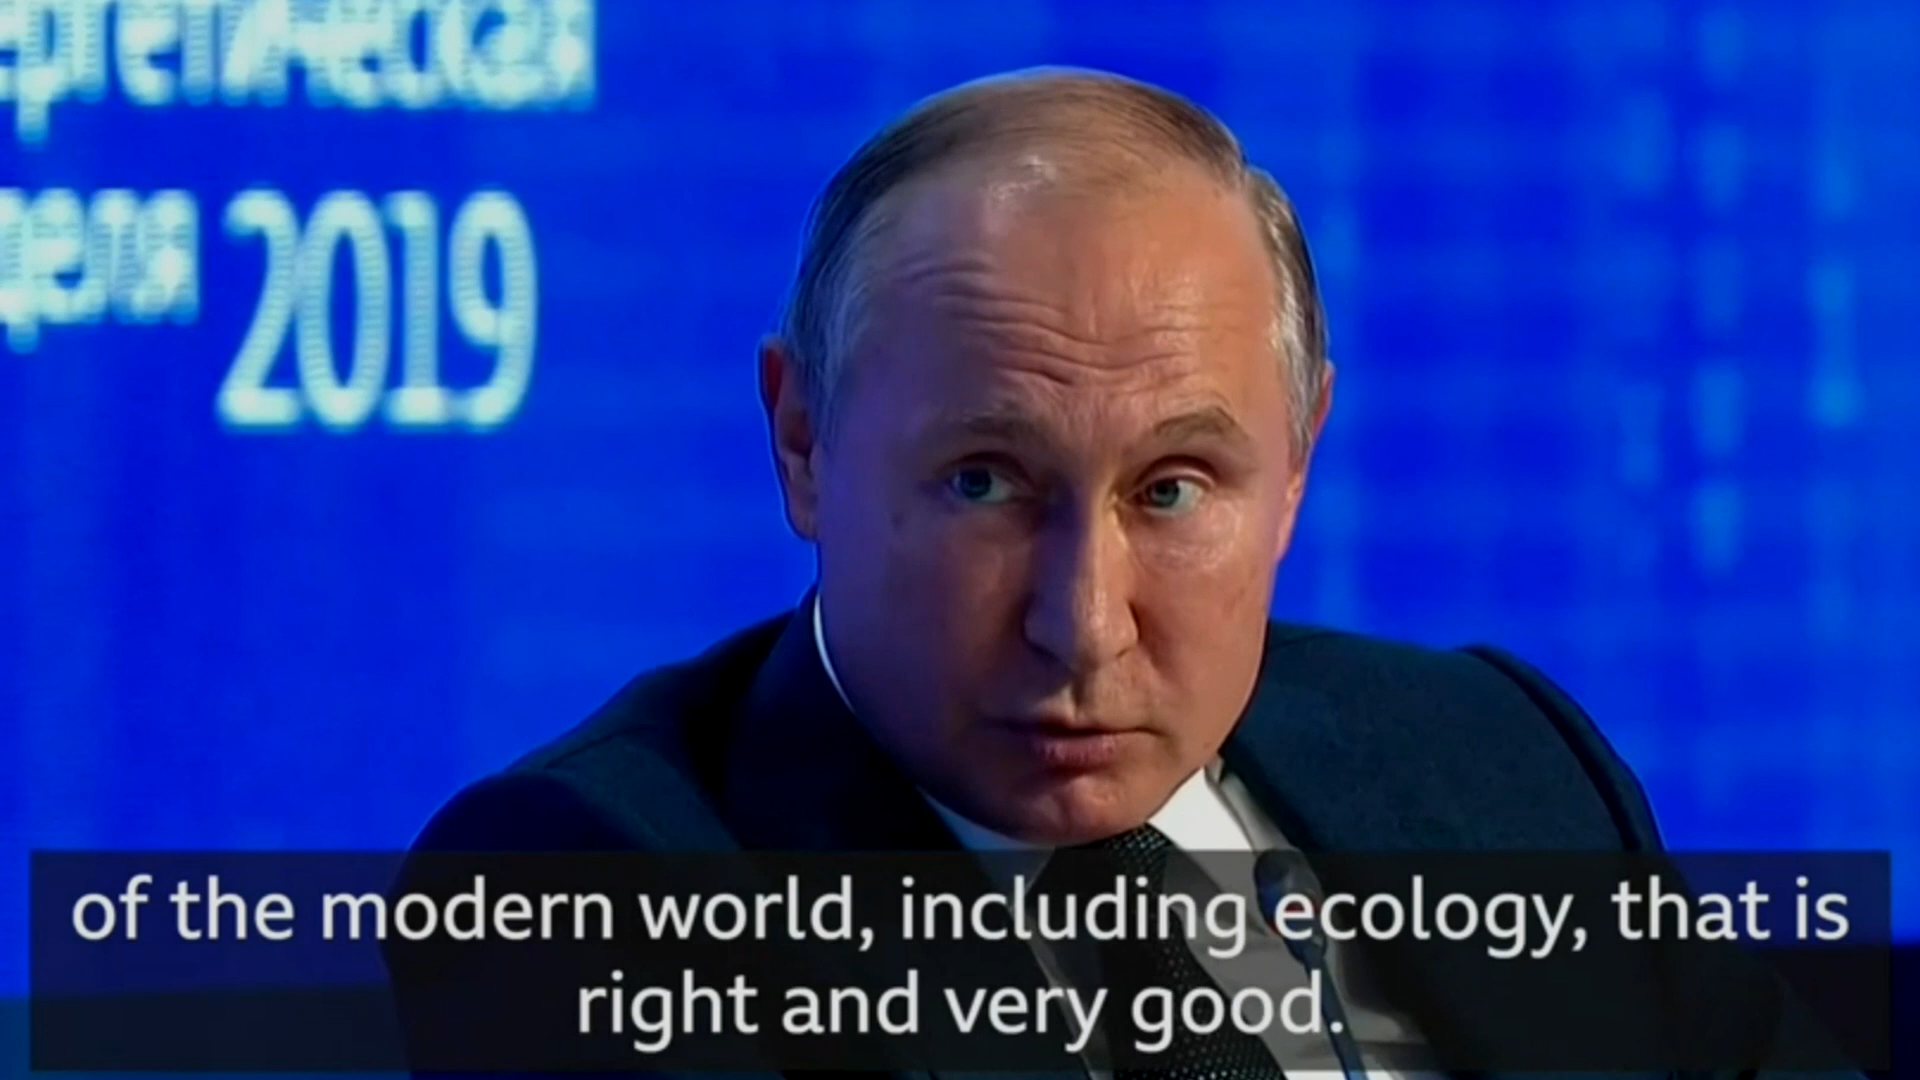 2019
of the modern world, including ecology, that is
right and very good.